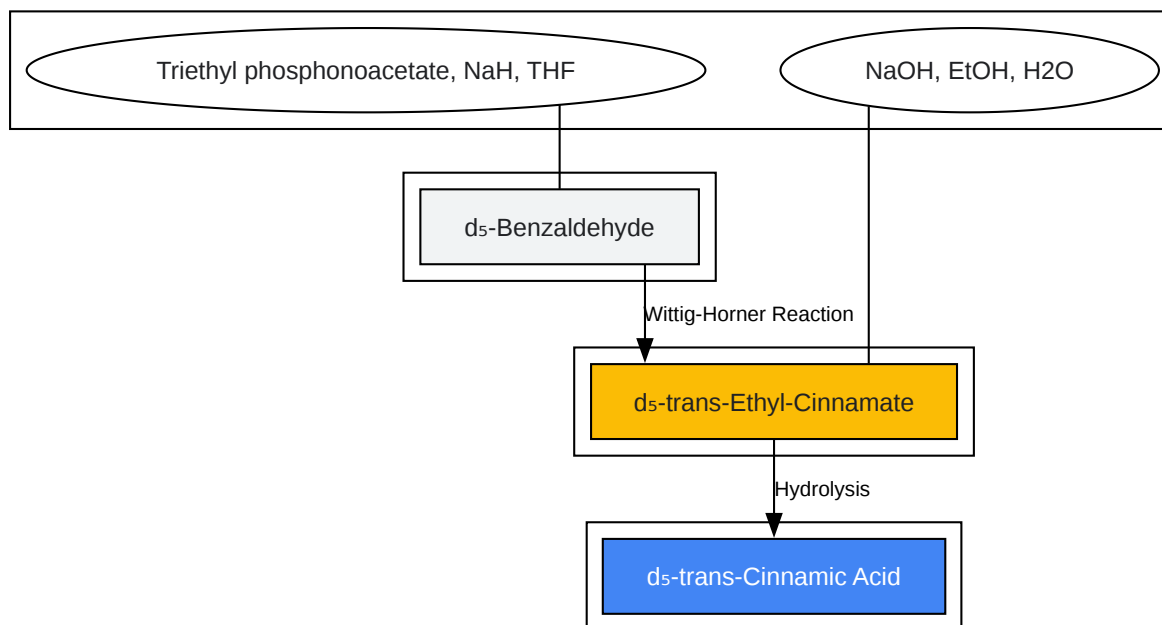 Triethyl phosphonoacetate, NaH, THF
NaOH, EtOH, H2O
d₅-Benzaldehyde
Wittig-Horner Reaction
d₅-trans-Ethyl-Cinnamate
Hydrolysis
d₅-trans-Cinnamic Acid